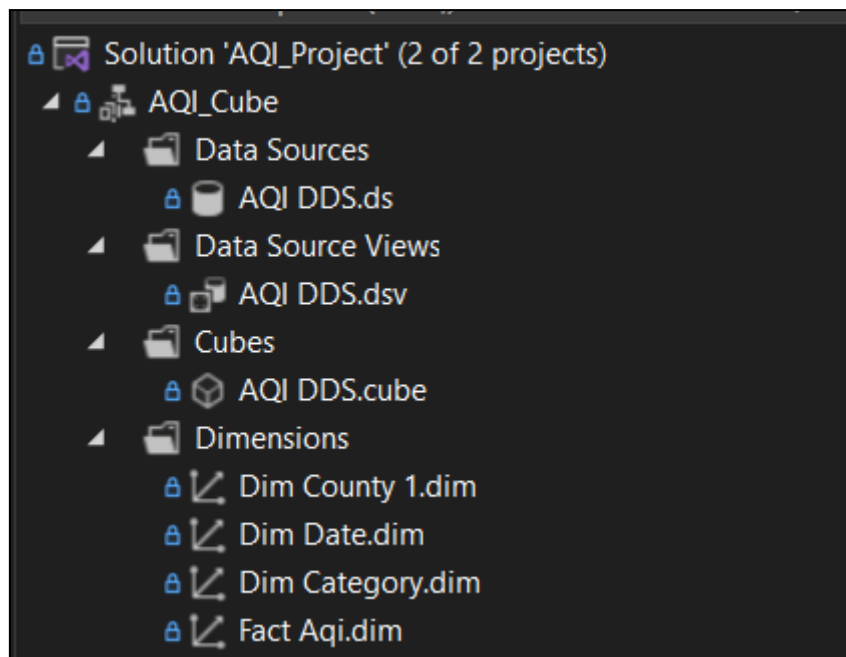 Solution 'AQI_Project' (2 of 2 projects)
AQI_Cube
Data Sources
AQI DDS.ds
Data Source Views
AQI DDS.dsv
Cubes
AQI DDS.cube
Dimensions
Dim County 1.dim
Dim Date.dim
Dim Category.dim
Fact Aqi.dim